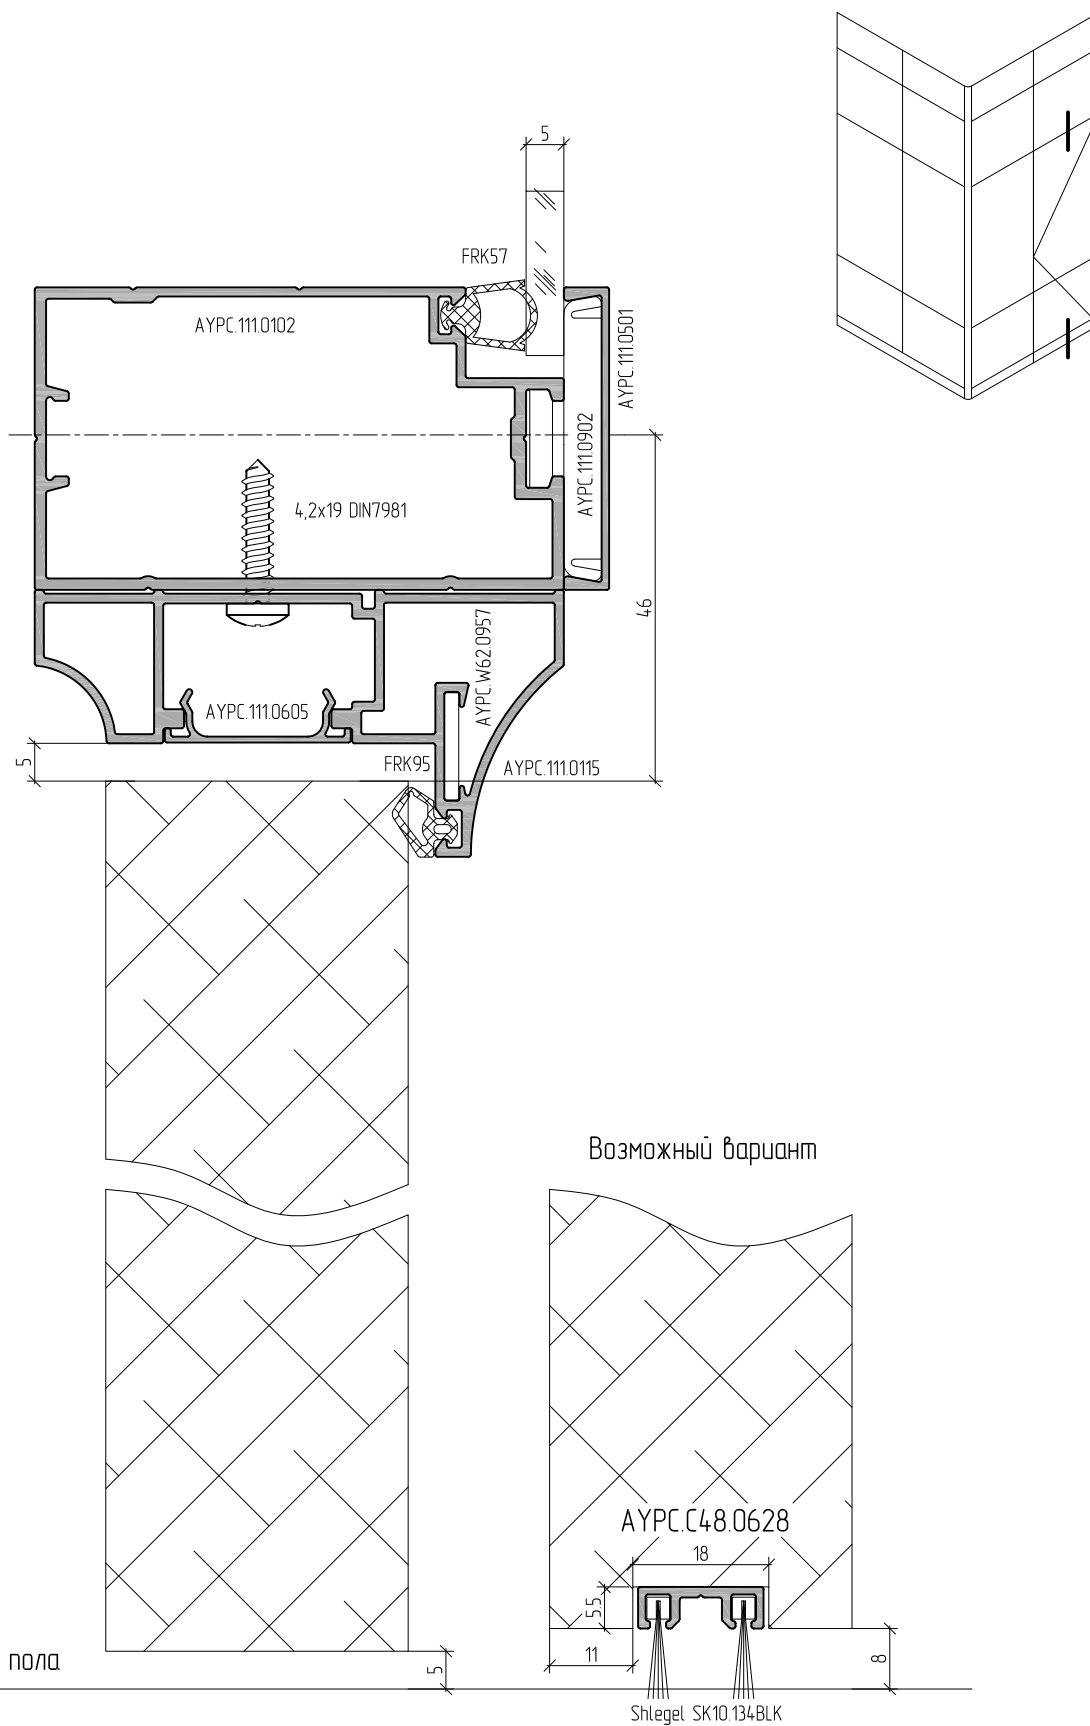 5
FRK57
AYPC.111.0102
AYPC.111.0501
AYPC.111.0902
4,2x19 DIN7981
46
AYPC.W62.0957
AYPC.111.0605
5
FRK95
AYPC.111.0115
Возможный вариант
AYPC.C48.0628
18
5.5
11
8
пола
5
Shlegel SK10.134BLK